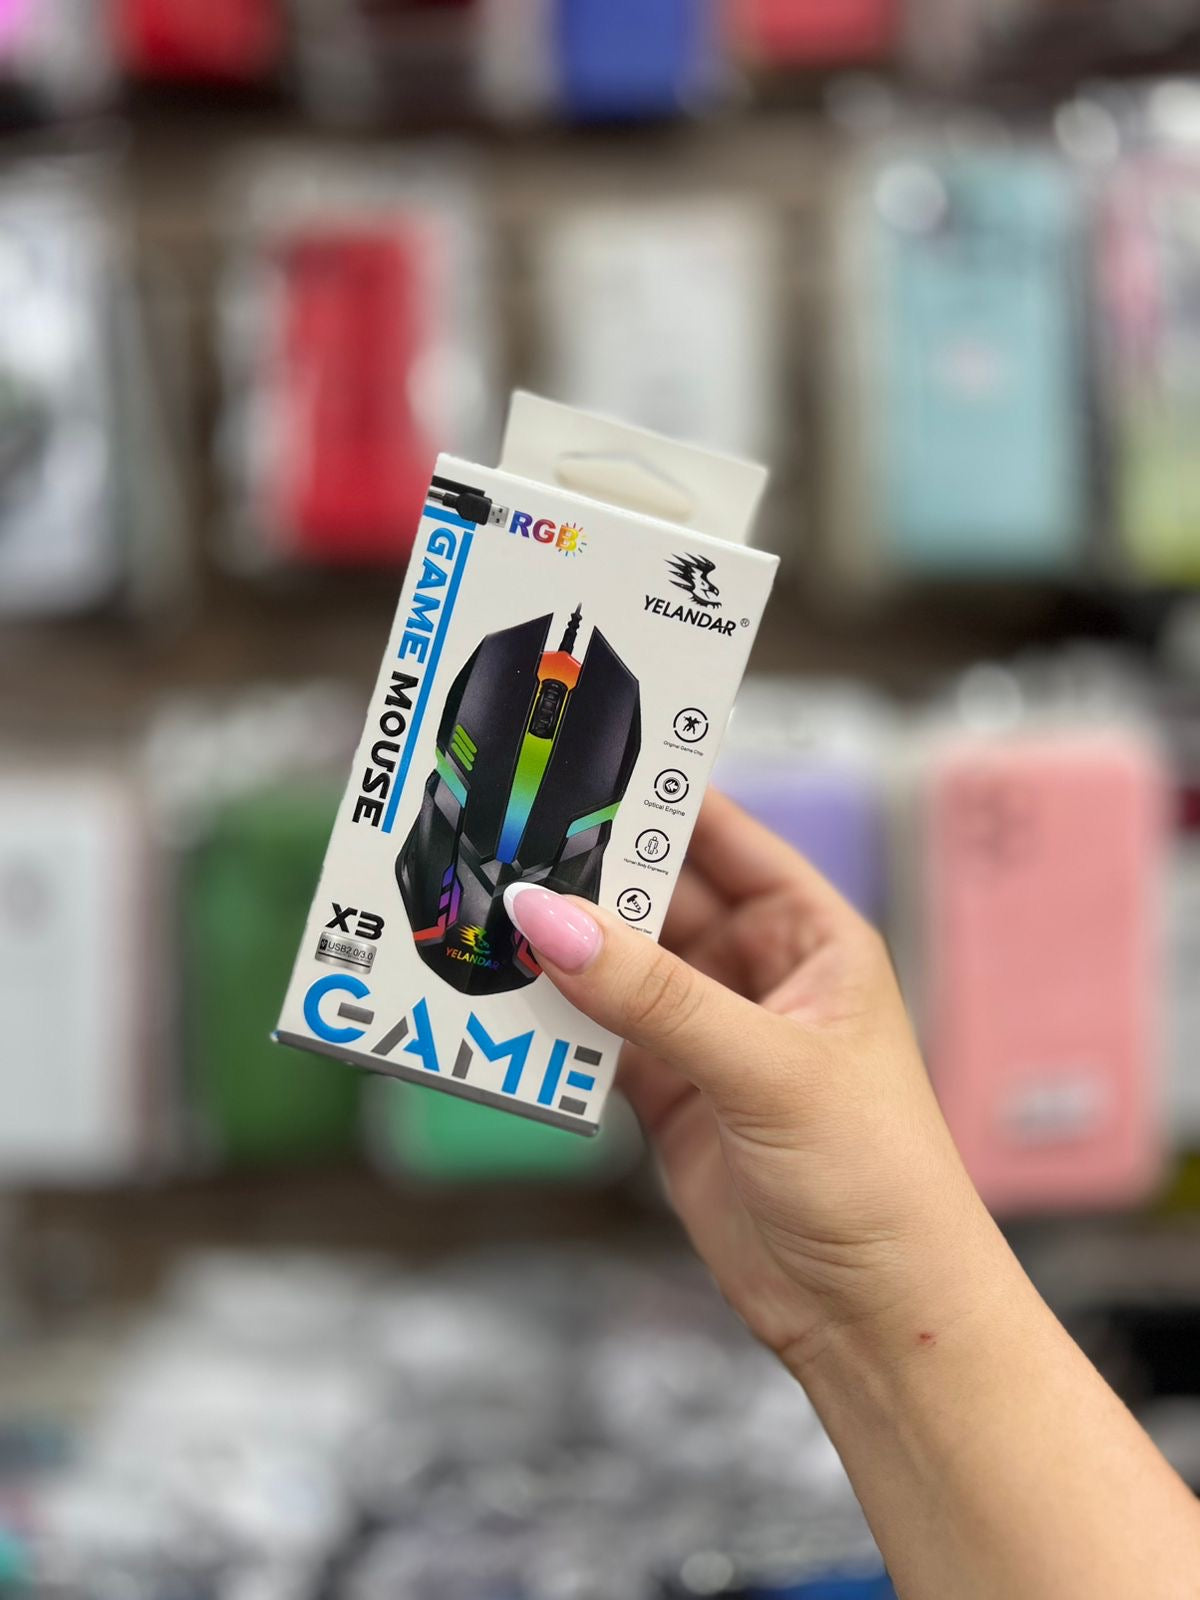 RGB
YELANDAR®
GAME MOUSE
Original Game Chip
Optical Engine
Human Body Engineering
X3
USB2.0/3.0
YELANDAR
GAME